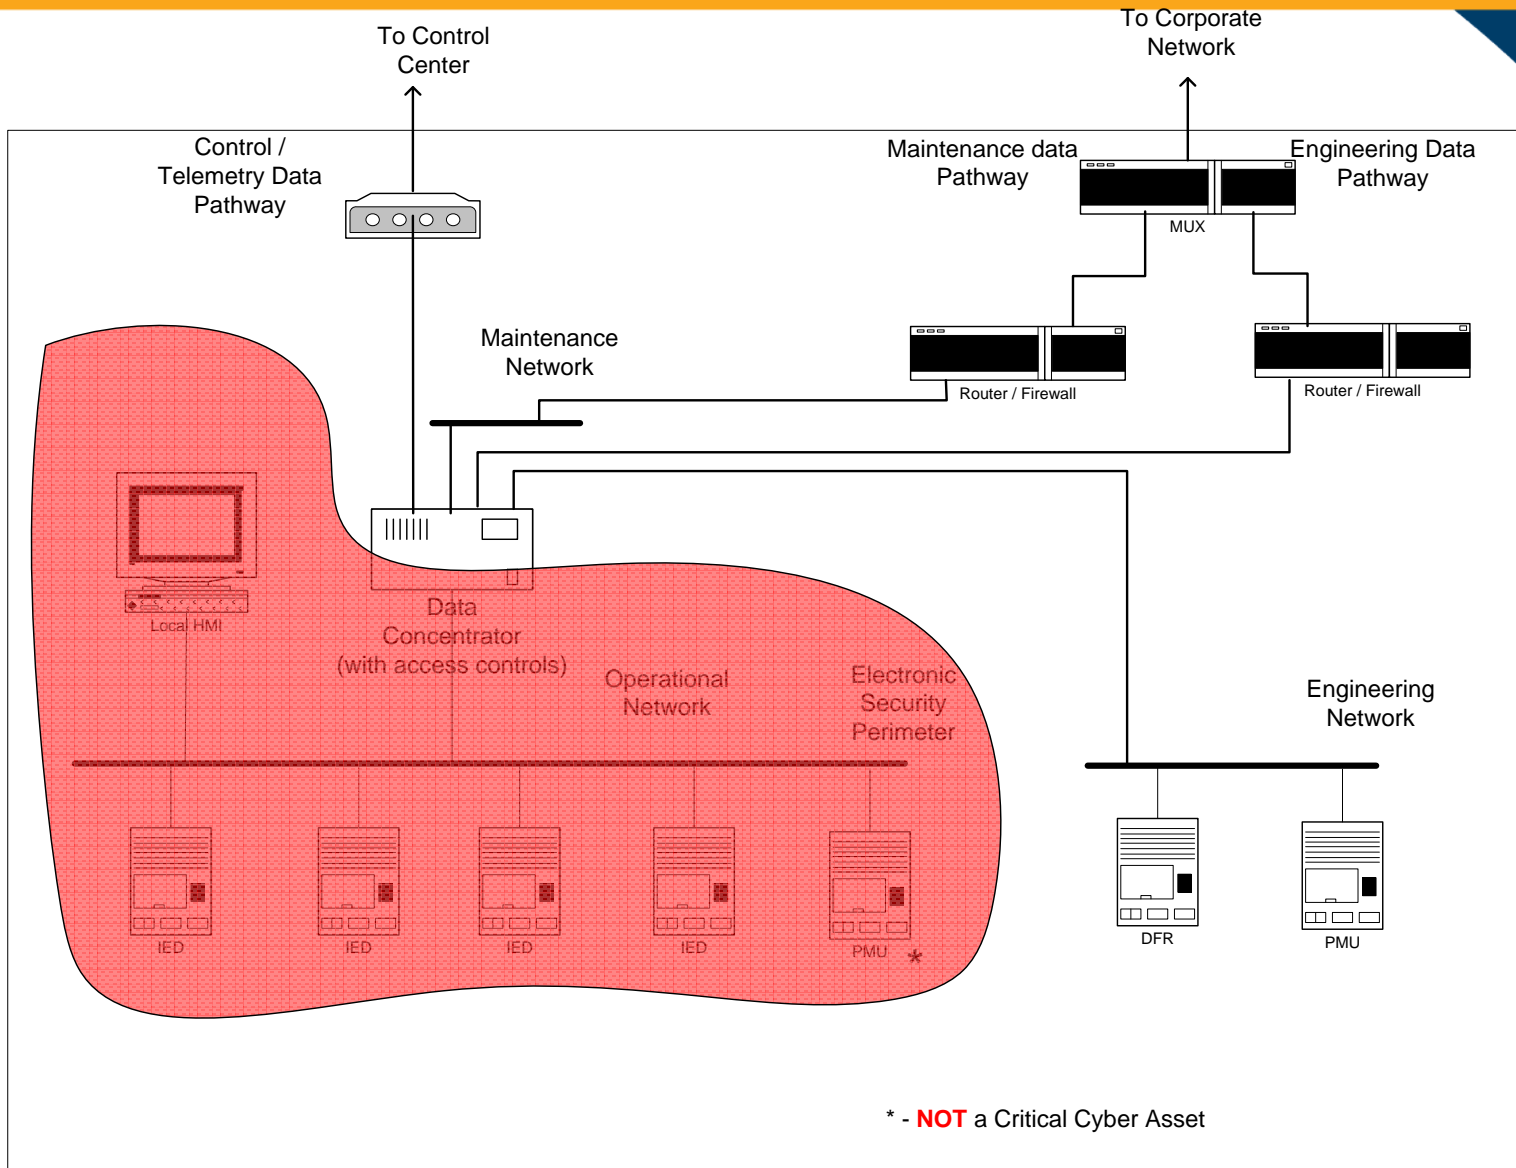 To Control
Center
To Corporate
Network
Control /
Telemetry Data
Pathway
Maintenance data
Pathway
Engineering Data
Pathway
MUX
Maintenance
Network
Router / Firewall
Router / Firewall
Local HMI
Data
Concentrator
(with access controls)
Operational
Network
Electronic
Security
Perimeter
Engineering
Network
IED
IED
IED
IED
PMU *
DFR
PMU
* - NOT a Critical Cyber Asset